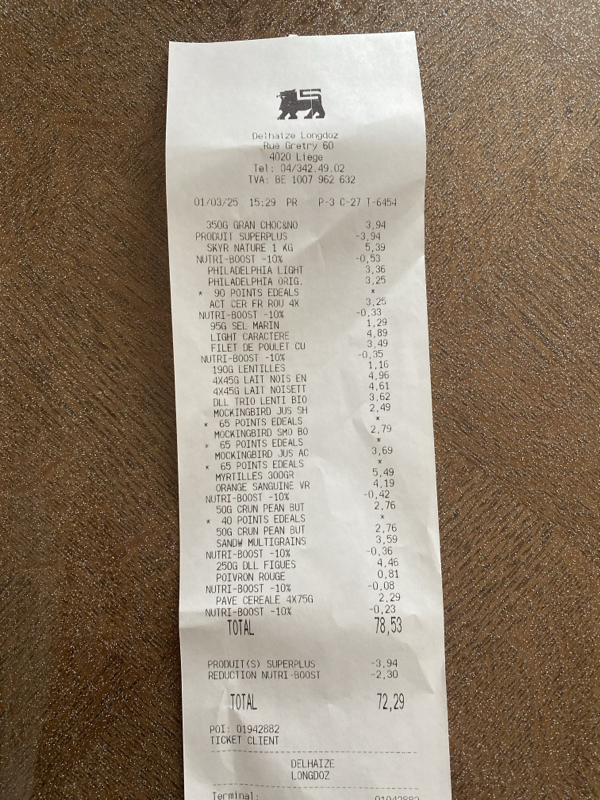 Delhaize Longdoz
Rue Gretry 60
4020 Liege
Tel: 04/342.49.02
TVA: BE 1007 962 632
01/03/25 15:29 PR P-3 C-27 T-6454
350G GRAN CHOC&NO 3,94
PRODUIT SUPERPLUS -3,94
SKYR NATURE 1 KG 5,39
NUTRI-BOOST -10% -0,53
PHILADELPHIA LIGHT 3,36
PHILADELPHIA ORIG. 3,25
* 90 POINTS EDEALS *
ACT CER FR ROU 4X 3,25
NUTRI-BOOST -10% -0,33
95G SEL MARIN 1,29
LIGHT CARACTERE 4,89
FILET DE POULET CU 3,49
NUTRI-BOOST -10% -0,35
190G LENTILLES 1,16
4X45G LAIT NOIS EN 4,96
4X45G LAIT NOISETT 4,61
DLL TRIO LENTI BIO 3,62
MOCKINGBIRD JUS SH 2,49
* 65 POINTS EDEALS *
MOCKINGBIRD SMO BO 2,79
* 65 POINTS EDEALS *
MOCKINGBIRD JUS AC 3,69
* 65 POINTS EDEALS *
MYRTILLES 300GR 5,49
ORANGE SANGUINE VR 4,19
NUTRI-BOOST -10% -0,42
50G CRUN PEAN BUT 2,76
* 40 POINTS EDEALS *
50G CRUN PEAN BUT 2,76
SANDW MULTIGRAINS 3,59
NUTRI-BOOST -10% -0,36
250G DLL FIGUES 4,46
POIVRON ROUGE 0,81
NUTRI-BOOST -10% -0,08
PAVE CEREALE 4X75G 2,29
NUTRI-BOOST -10% -0,23
TOTAL 78,53
PRODUIT(S) SUPERPLUS -3,94
REDUCTION NUTRI-BOOST -2,30
TOTAL 72,29
POI: 01942882
TICKET CLIENT
DELHAIZE
LONGDOZ
Terminal: 01942882